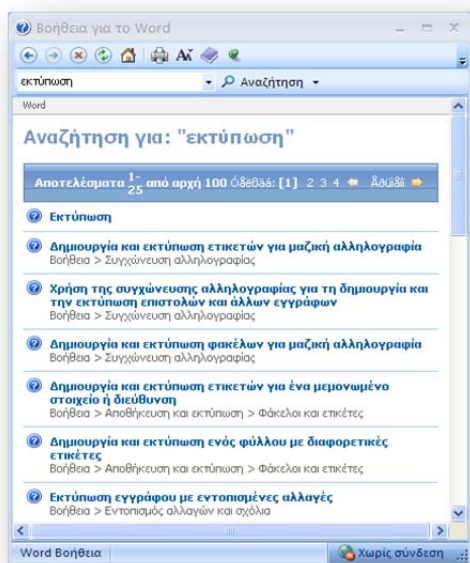 Βοήθεια για το Word
εκτύπωση
Αναζήτηση
Word
Αναζήτηση για: "εκτύπωση"
Αποτελέσματα 1-25 από αρχή 100 Óåëßäá: [1] 2 3 4
Εκτύπωση
Δημιουργία και εκτύπωση ετικετών για μαζική αλληλογραφία
Βοήθεια > Συγχώνευση αλληλογραφίας
Χρήση της συγχώνευσης αλληλογραφίας για τη δημιουργία και
την εκτύπωση επιστολών και άλλων εγγράφων
Βοήθεια > Συγχώνευση αλληλογραφίας
Εκτύπωση φακέλων για μαζική αλληλογραφία
Βοήθεια > Συγχώνευση αλληλογραφίας
Δημιουργία και εκτύπωση ετικετών για ένα μεμονωμένο
στοιχείο ή διεύθυνση
Βοήθεια > Αποθήκευση και εκτύπωση > Φάκελοι και ετικέτες
Δημιουργία και εκτύπωση ενός φύλλου με διαφορετικές
ετικέτες
Βοήθεια > Αποθήκευση και εκτύπωση > Φάκελοι και ετικέτες
Εκτύπωση εγγράφου με εντοπισμένες αλλαγές
Βοήθεια > Εντοπισμός αλλαγών και σχόλια
Word Βοήθεια
Χωρίς σύνδεση